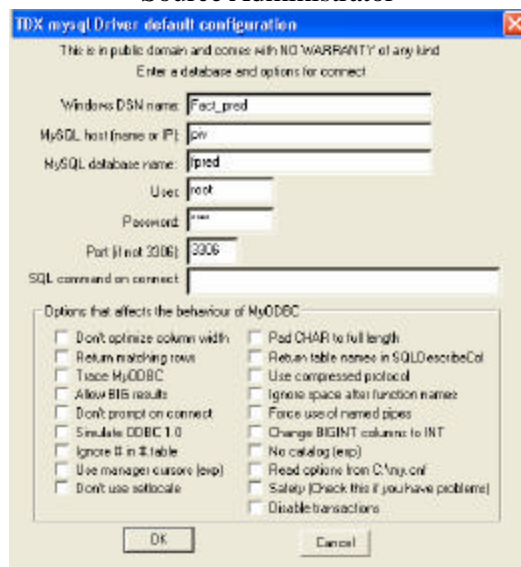 Source Administrator
TDX mysql Driver default configuration
This is in public domain and comes with NO WARRANTY of any kind
Enter a database and options for connect
Windows DSN name: Fact_pred
MySQL host (name or IP): piv
MySQL database name: fpred
User: root
Password: ****
Port (if not 3306): 3306
SQL command on connect:
Options that affects the behaviour of MyODBC
Don't optimize column width
Return matching rows
Trace MyODBC
Allow BIG results
Don't prompt on connect
Simulate ODBC 1.0
Ignore # in #.table
Use manager cursors (exp)
Don't use setlocale
Pad CHAR to full length
Return table names in SQLDescribeCol
Use compressed protocol
Ignore space after function names
Force use of named pipes
Change BIGINT columns to INT
No catalog (exp)
Read options from C:\my.cnf
Safety (Check this if you have problems)
Disable transactions
OK
Cancel